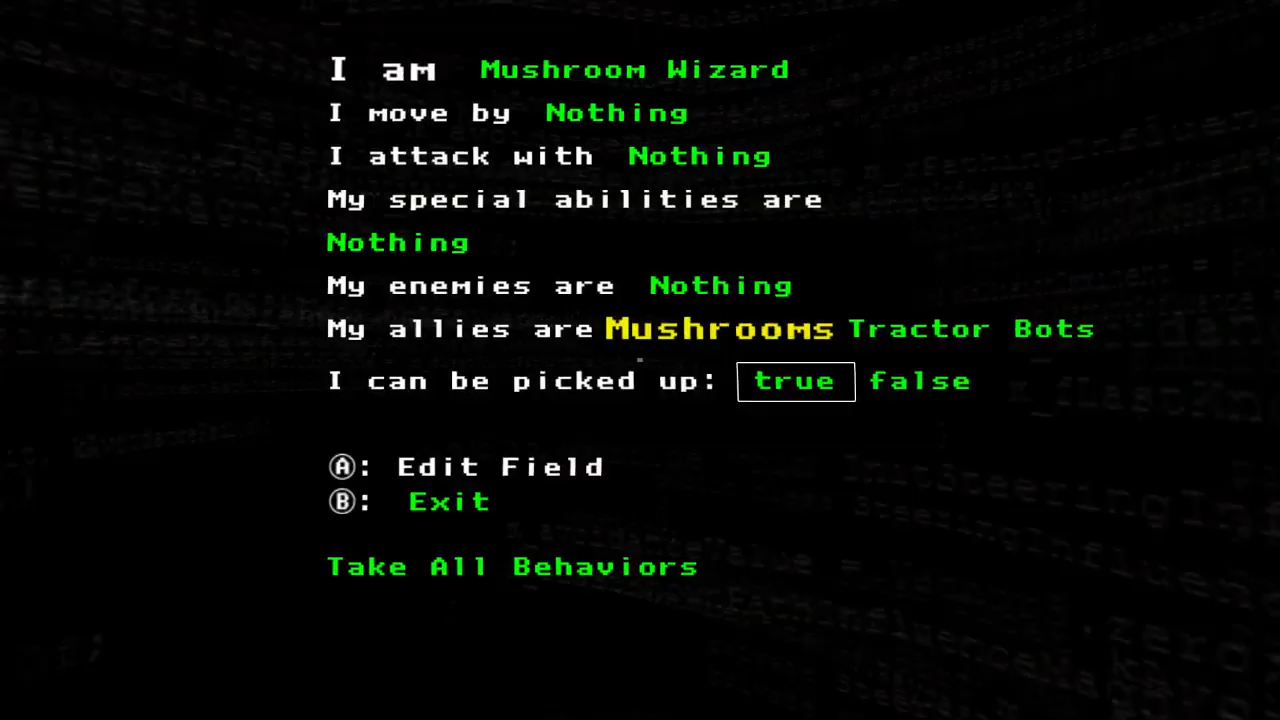 I am Mushroom Wizard
I move by Nothing
I attack with Nothing
My special abilities are
Nothing
My enemies are Nothing
My allies are Mushrooms Tractor Bots
I can be picked up: true false
Ⓐ: Edit Field
Ⓑ: Exit
Take All Behaviors